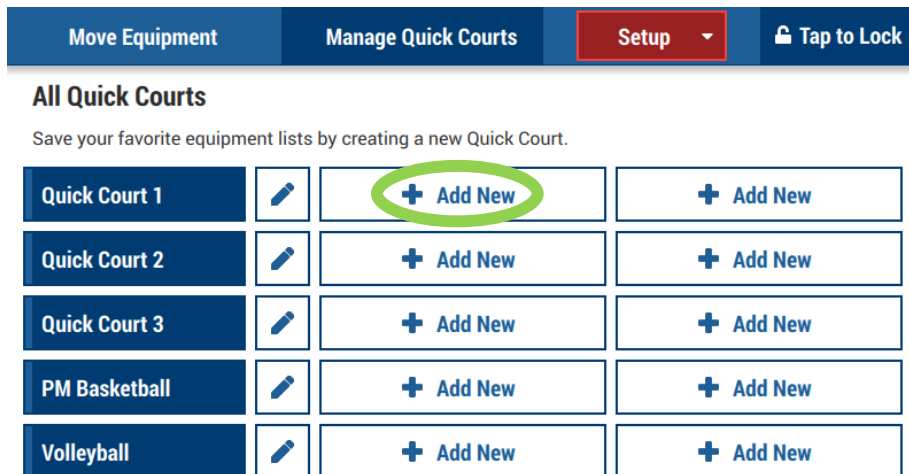 Move Equipment Manage Quick Courts Setup Tap to Lock
All Quick Courts
Save your favorite equipment lists by creating a new Quick Court.
Quick Court 1 Add New Add New
Quick Court 2 Add New Add New
Quick Court 3 Add New Add New
PM Basketball Add New Add New
Volleyball Add New Add New